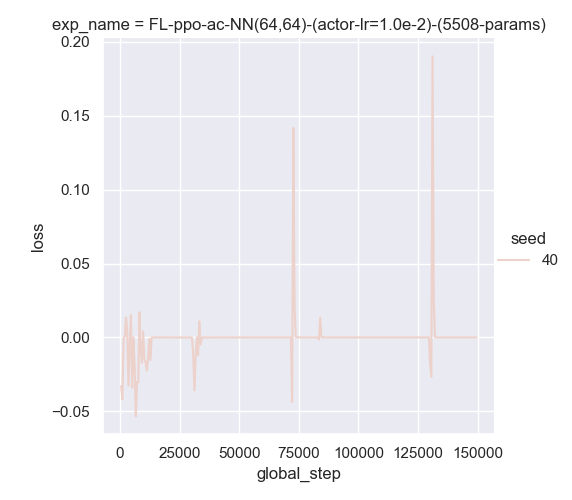 exp_name = FL-ppo-ac-NN(64,64)-(actor-lr=1.0e-2)-(5508-params)
0.20
0.15
0.10
0.05
0.00
−0.05
loss
0 25000 50000 75000 100000 125000 150000
global_step
seed
40